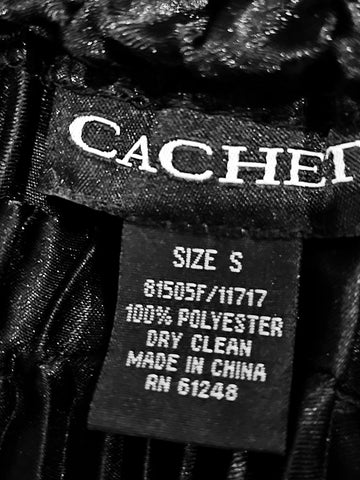 CACHET
SIZE S
81505F/11717
100% POLYESTER
DRY CLEAN
MADE IN CHINA
RN 61248